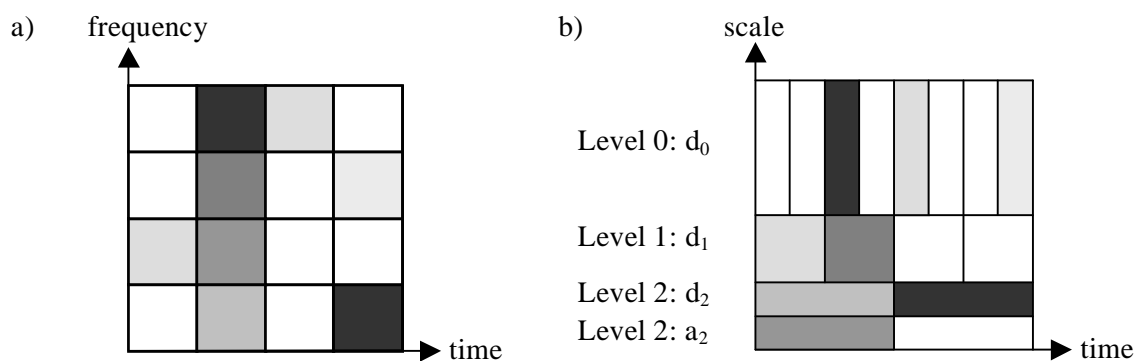 a) frequency
time
b) scale
Level 0: d₀
Level 1: d₁
Level 2: d₂
Level 2: a₂
time